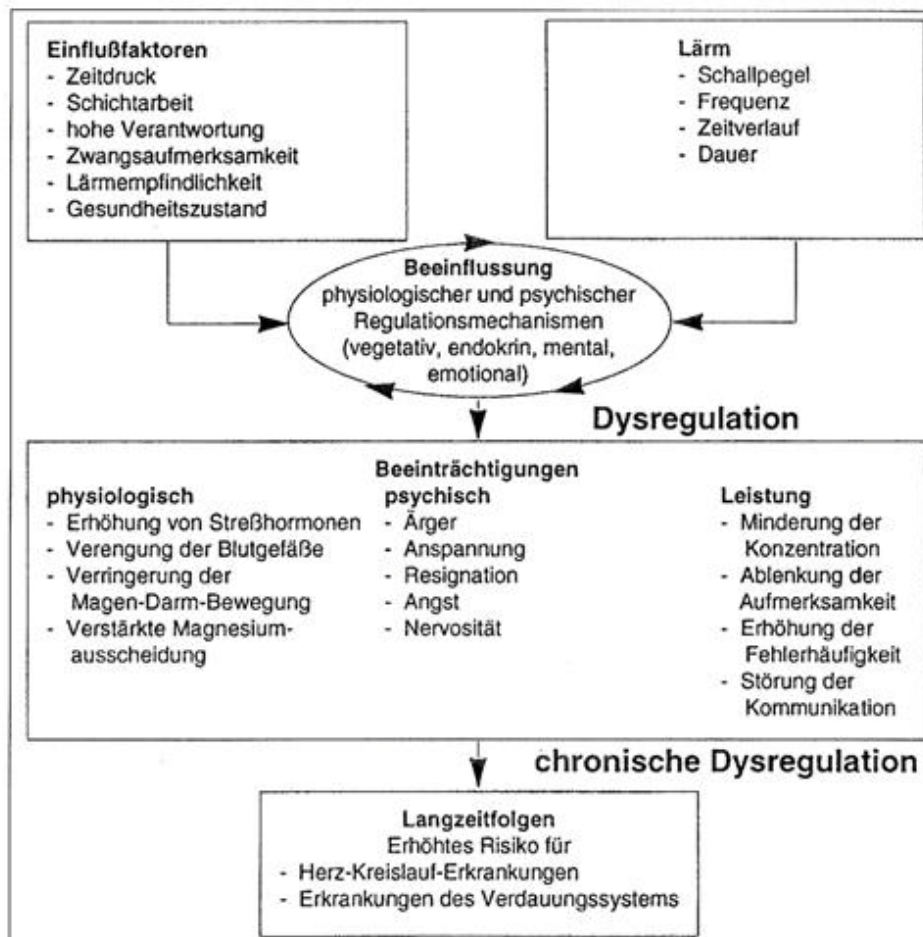 Einflußfaktoren
- Zeitdruck
- Schichtarbeit
- hohe Verantwortung
- Zwangsaufmerksamkeit
- Lärmempfindlichkeit
- Gesundheitszustand
Lärm
- Schallpegel
- Frequenz
- Zeitverlauf
- Dauer
Beeinflussung
physiologischer und psychischer
Regulationsmechanismen
(vegetativ, endokrin, mental,
emotional)
Dysregulation
Beeinträchtigungen
physiologisch
- Erhöhung von Streßhormonen
- Verengung der Blutgefäße
- Verringerung der
Magen-Darm-Bewegung
- Verstärkte Magnesium-
ausscheidung
psychisch
- Ärger
- Anspannung
- Resignation
- Angst
- Nervosität
Leistung
- Minderung der
Konzentration
- Ablenkung der
Aufmerksamkeit
- Erhöhung der
Fehlerhäufigkeit
- Störung der
Kommunikation
chronische Dysregulation
Langzeitfolgen
Erhöhtes Risiko für
- Herz-Kreislauf-Erkrankungen
- Erkrankungen des Verdauungssystems